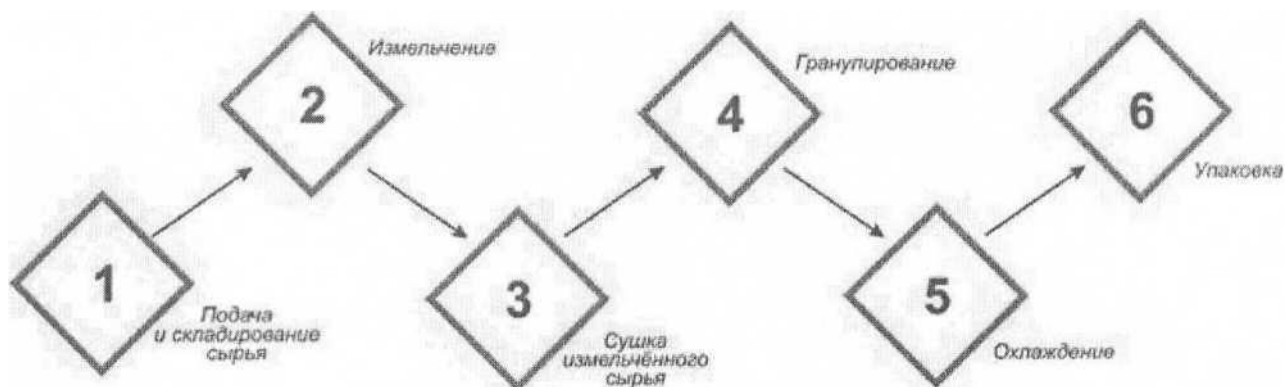 1
Подача
и складирование
сырья
2
Измельчение
3
Сушка
измельчённого
сырья
4
Гранулирование
5
Охлаждение
6
Упаковка